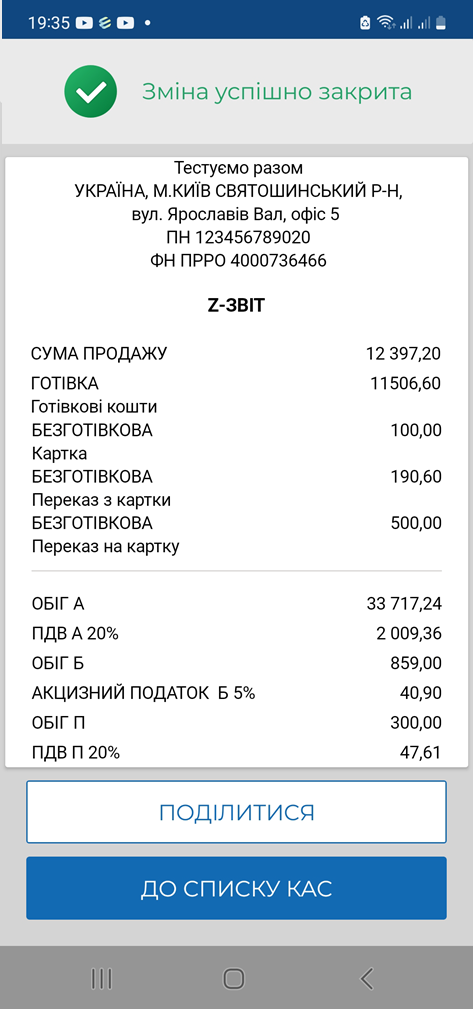 19:35
Зміна успішно закрита
Тестуємо разом
УКРАЇНА, М.КИЇВ СВЯТОШИНСЬКИЙ Р-Н,
вул. Ярославів Вал, офіс 5
ПН 123456789020
ФН ПРРО 4000736466
Z-ЗВІТ
СУМА ПРОДАЖУ 12 397,20
ГОТІВКА 11506,60
Готівкові кошти
БЕЗГОТІВКОВА 100,00
Картка
БЕЗГОТІВКОВА 190,60
Переказ з картки
БЕЗГОТІВКОВА 500,00
Переказ на картку
ОБІГ А 33 717,24
ПДВ А 20% 2 009,36
ОБІГ Б 859,00
АКЦИЗНИЙ ПОДАТОК Б 5% 40,90
ОБІГ П 300,00
ПДВ П 20% 47,61
ПОДІЛИТИСЯ
ДО СПИСКУ КАС